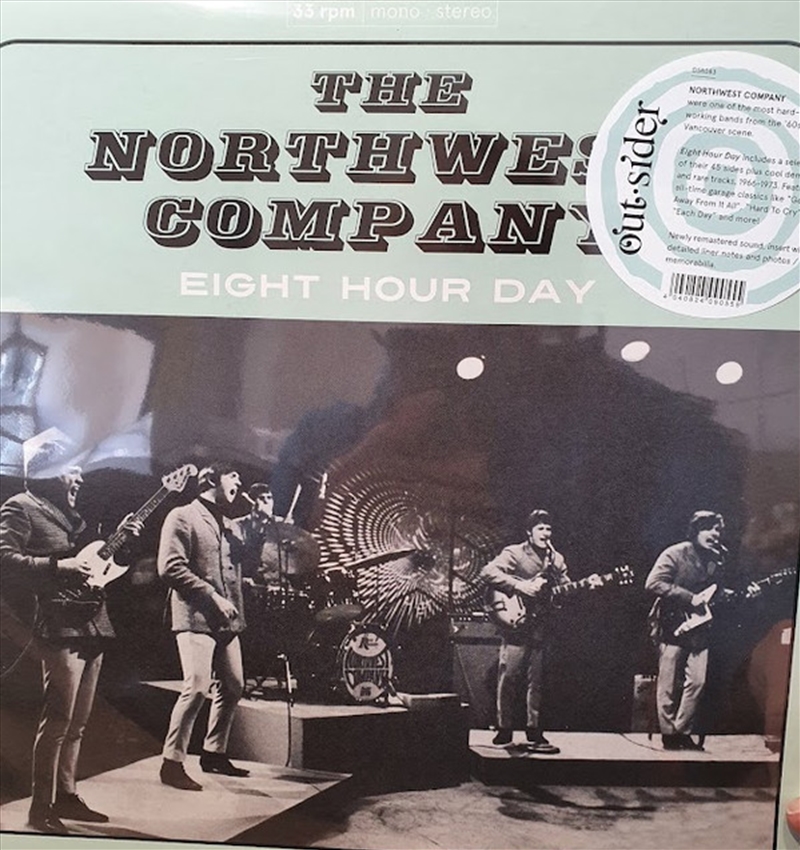 33 rpm | mono - stereo
THE
NORTHWES
COMPANY
EIGHT HOUR DAY
out·sider
NORTHWEST COMPANY
were one of the most hard-
working bands from the '60s
Vancouver scene.
Eight Hour Day includes a sele
of their 45 sides plus cool dem
and rare tracks, 1966-1973. Feat
all-time garage classics like "Ge
Away From It All", "Hard To Cry"
"Each Day" and more!
Newly remastered sound, insert wi
detailed liner notes and photos /
memorabilia.
NORTHWEST
COMPANY